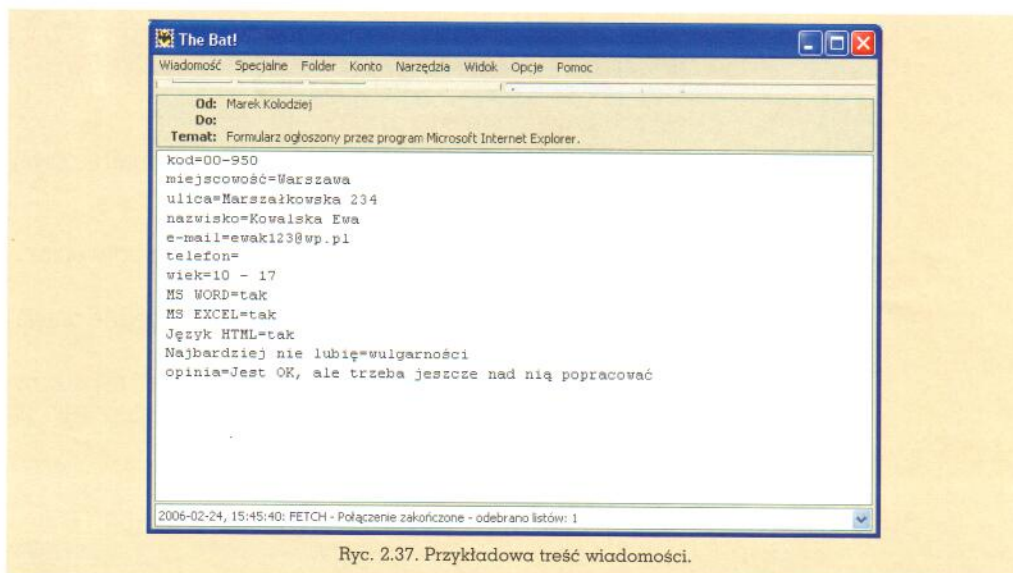 The Bat!
Wiadomość Specjalne Folder Konto Narzędzia Widok Opcje Pomoc
Od: Marek Kolodziej
Do:
Temat: Formularz ogłoszony przez program Microsoft Internet Explorer.
kod=00-950
miejscowość=Warszawa
ulica=Marszałkowska 234
nazwisko=Kowalska Ewa
e-mail=ewak123@wp.pl
telefon=
wiek=10 - 17
MS WORD=tak
MS EXCEL=tak
Język HTML=tak
Najbardziej nie lubię=wulgarności
opinia=Jest OK, ale trzeba jeszcze nad nią popracować
2006-02-24, 15:45:40: FETCH - Połączenie zakończone - odebrano listów: 1
Ryc. 2.37. Przykładowa treść wiadomości.